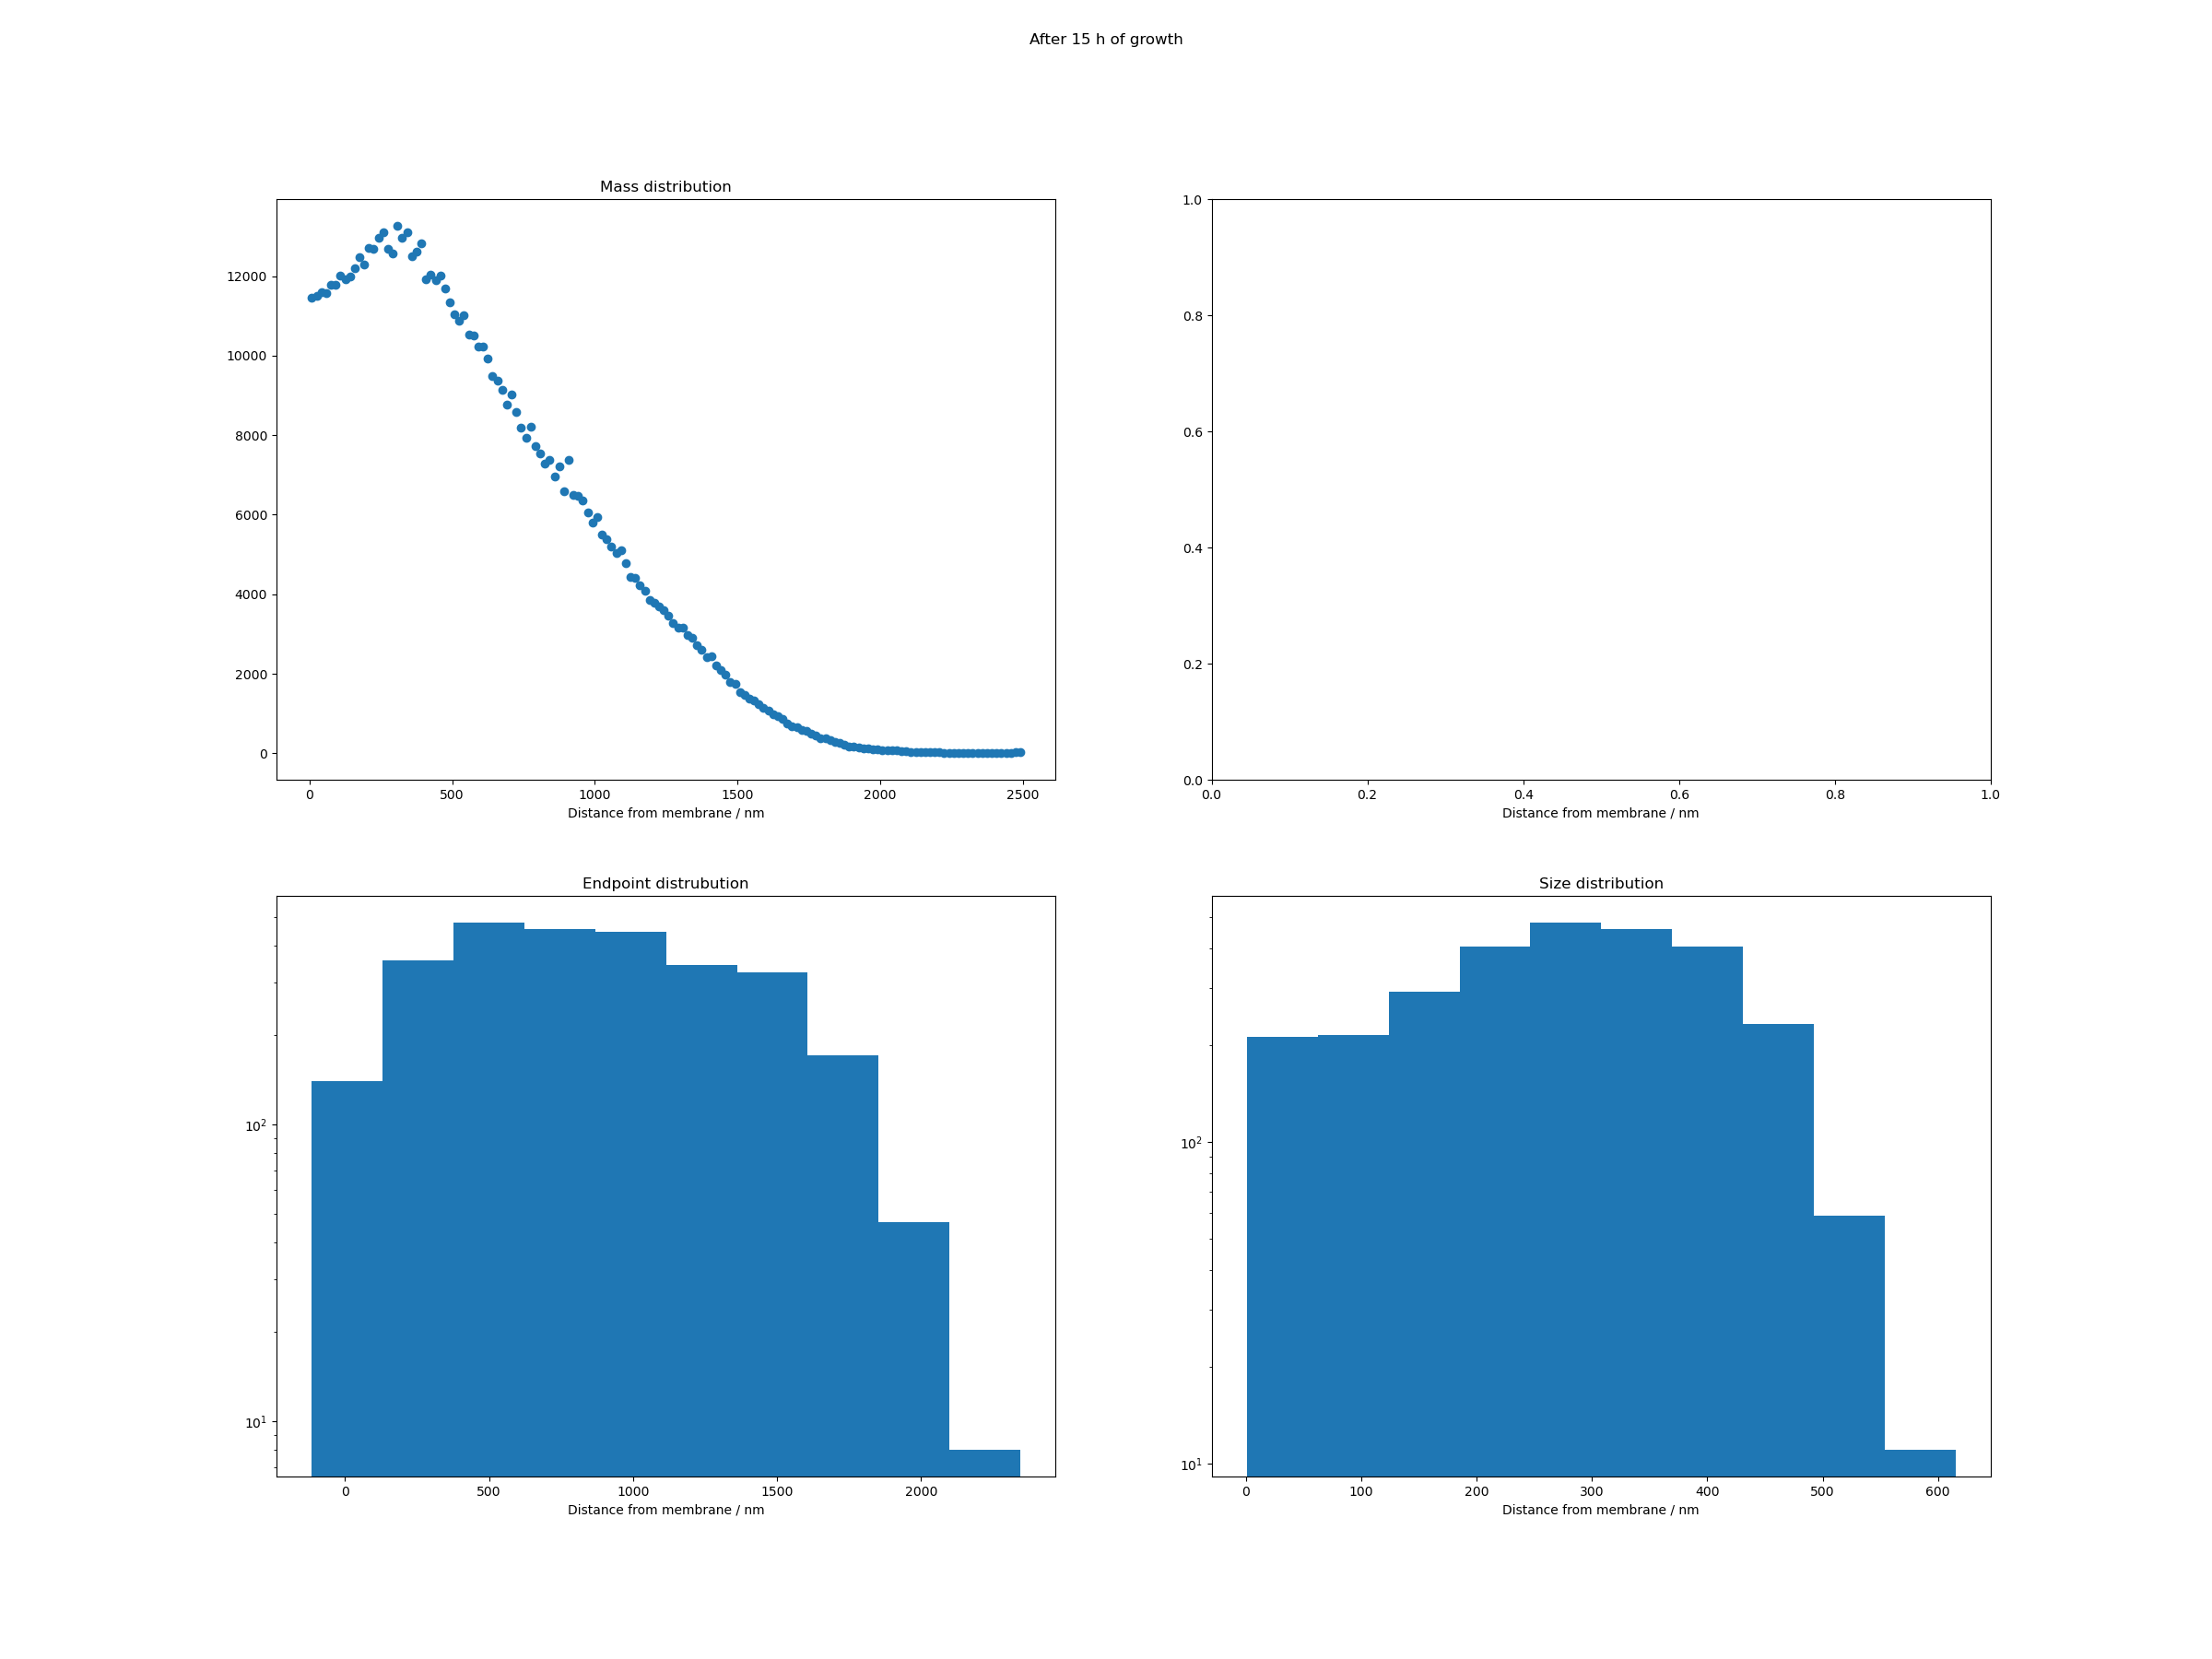 After 15 h of growth
Mass distribution
12000
10000
8000
6000
4000
2000
0
0 500 1000 1500 2000 2500
Distance from membrane / nm
1.0
0.8
0.6
0.4
0.2
0.0
0.0 0.2 0.4 0.6 0.8 1.0
Distance from membrane / nm
Endpoint distrubution
10²
10¹
0 500 1000 1500 2000
Distance from membrane / nm
Size distribution
10²
10¹
0 100 200 300 400 500 600
Distance from membrane / nm